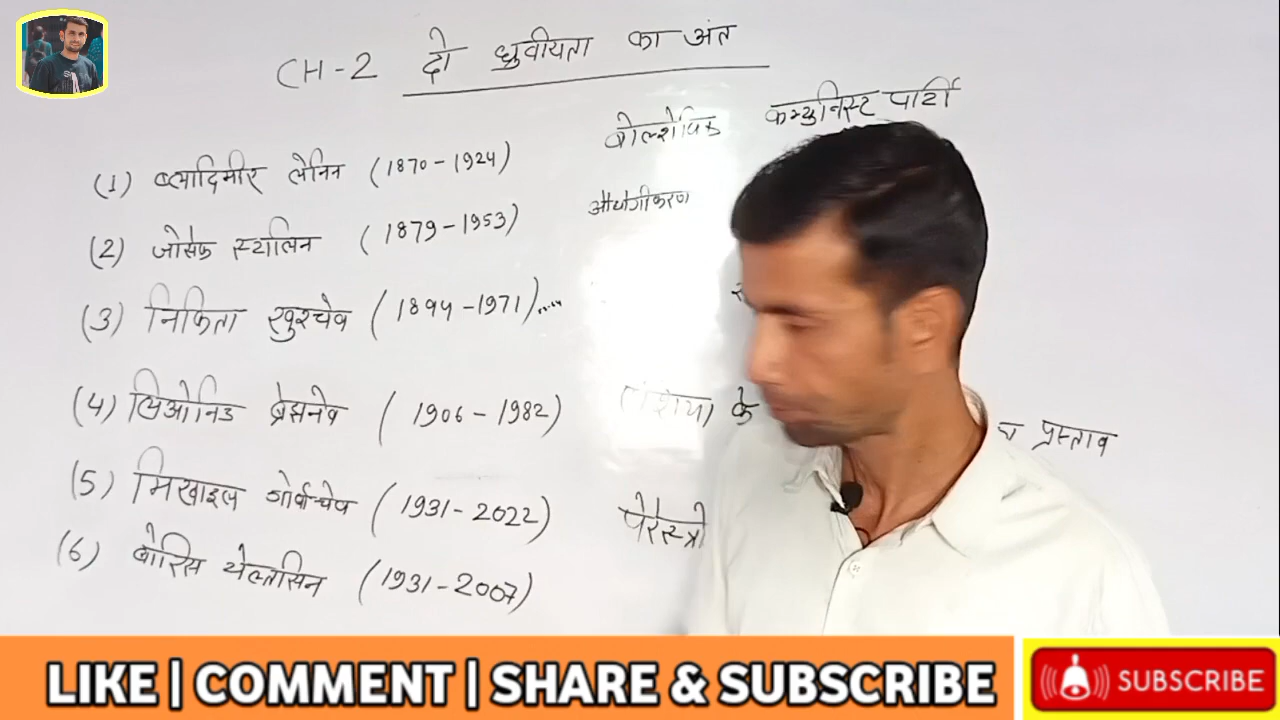 CH-2 दो ध्रुवीयता का अंत
बोल्शेविक कम्युनिस्ट पार्टी
(1) ब्लादिमीर लेनिन (1870-1924)
औद्योगीकरण
(2) जोसेफ स्टालिन (1879-1953)
(3) निकिता ख्रुश्चेव (1894-1971)
(4) लिओनिड ब्रेझनेव (1906-1982) के प्रस्ताव
(5) मिखाइल गोर्बाचेव (1931-2022) पेरेस्त्रो
(6) बोरिस येल्तसिन (1931-2007)
LIKE | COMMENT | SHARE & SUBSCRIBE
SUBSCRIBE